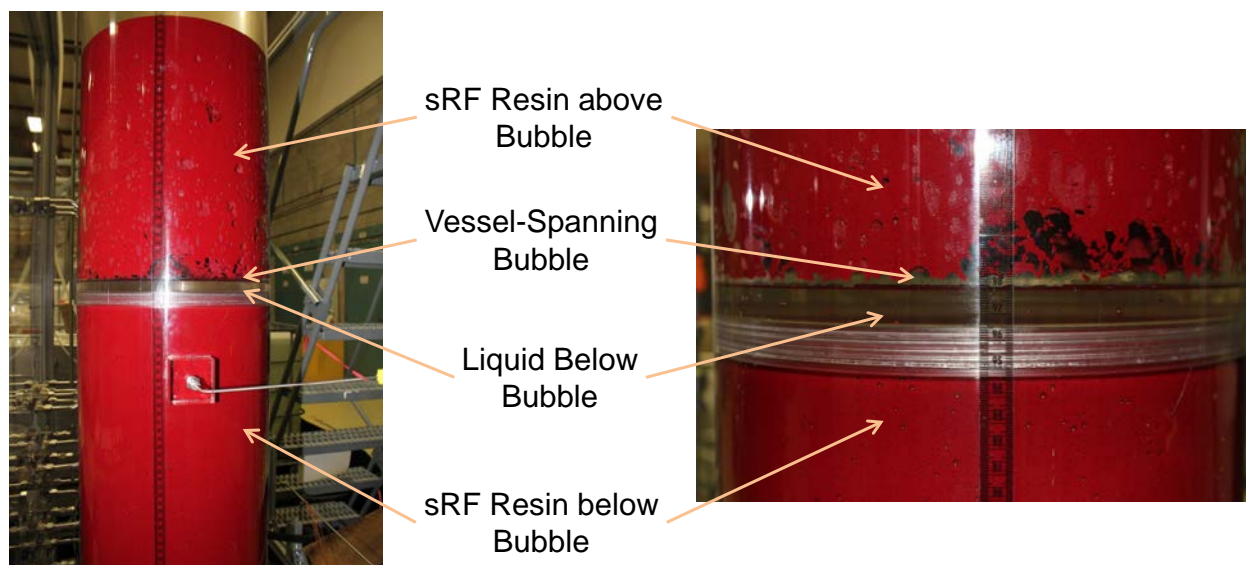 sRF Resin above
Bubble
Vessel-Spanning
Bubble
Liquid Below
Bubble
sRF Resin below
Bubble